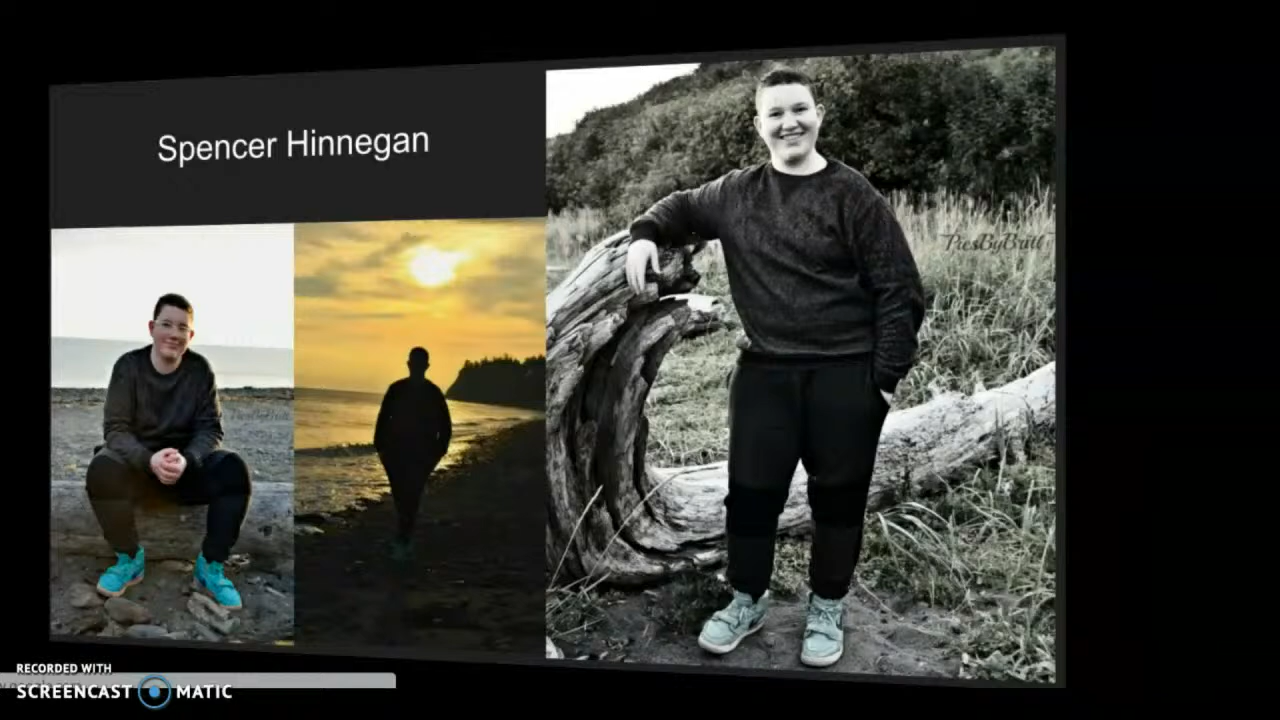 Spencer Hinnegan
PicsByBritt
RECORDED WITH
SCREENCAST MATIC